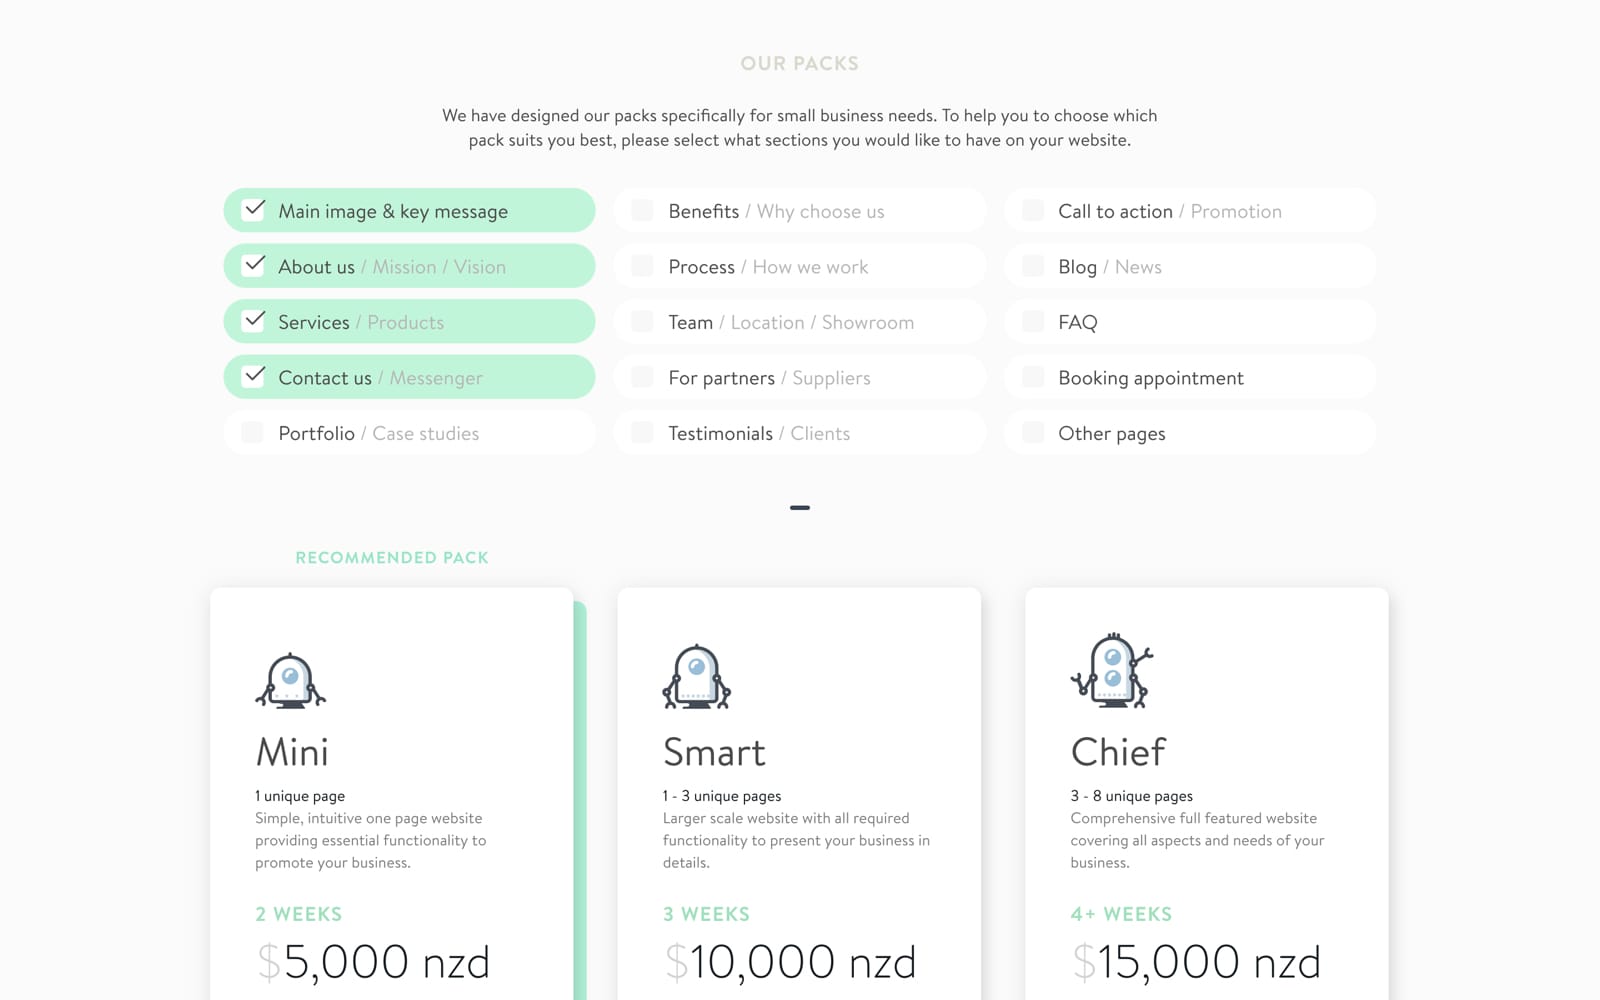 OUR PACKS
We have designed our packs specifically for small business needs. To help you to choose which
pack suits you best, please select what sections you would like to have on your website.
Main image & key message
About us / Mission / Vision
Services / Products
Contact us / Messenger
Portfolio / Case studies
Benefits / Why choose us
Process / How we work
Team / Location / Showroom
For partners / Suppliers
Testimonials / Clients
Call to action / Promotion
Blog / News
FAQ
Booking appointment
Other pages
RECOMMENDED PACK
Mini
1 unique page
Simple, intuitive one page website
providing essential functionality to
promote your business.
2 WEEKS
$5,000 nzd
Smart
1 - 3 unique pages
Larger scale website with all required
functionality to present your business in
details.
3 WEEKS
$10,000 nzd
Chief
3 - 8 unique pages
Comprehensive full featured website
covering all aspects and needs of your
business.
4+ WEEKS
$15,000 nzd